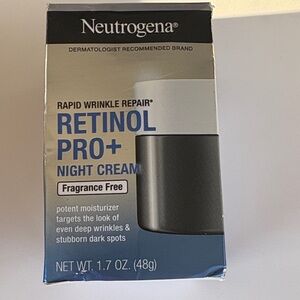 Neutrogena®
DERMATOLOGIST RECOMMENDED BRAND
RAPID WRINKLE REPAIR®
RETINOL
PRO+
NIGHT CREAM
Fragrance Free
potent moisturizer
targets the look of
even deep wrinkles &
stubborn dark spots
NET WT. 1.7 OZ. (48g)